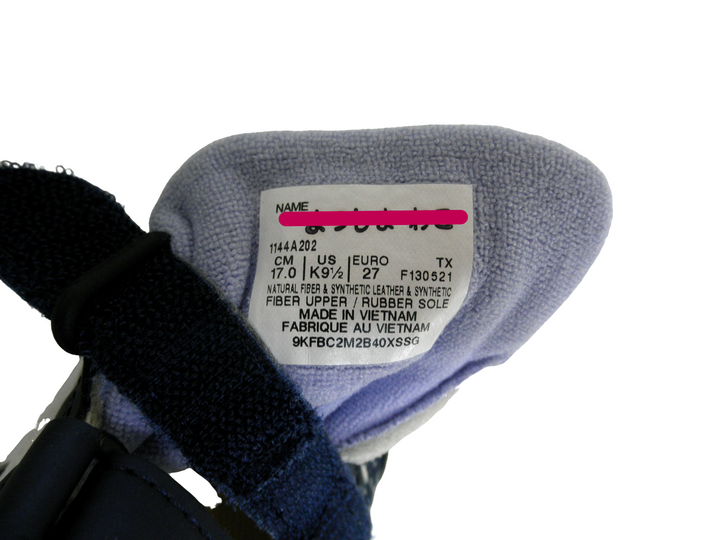 NAME
1144A202
CM US EURO TX
17.0 K9½ 27 F130521
NATURAL FIBER & SYNTHETIC LEATHER & SYNTHETIC
FIBER UPPER / RUBBER SOLE
MADE IN VIETNAM
FABRIQUE AU VIETNAM
9KFBC2M2B40XSSG